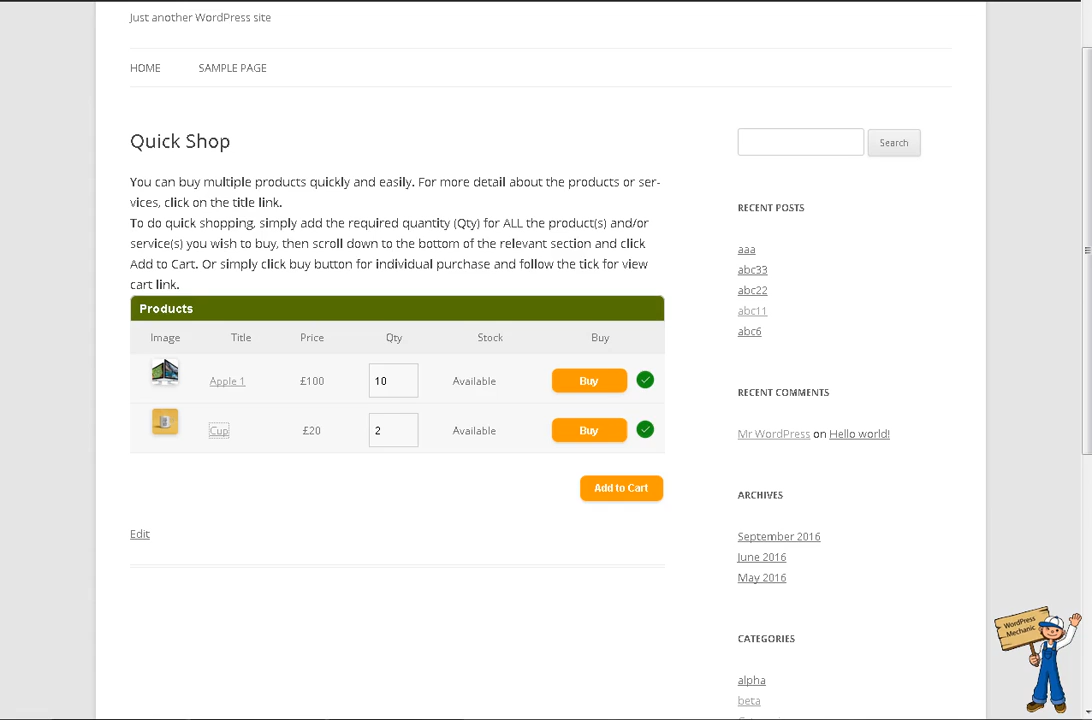 Just another WordPress site
HOME SAMPLE PAGE
Quick Shop
You can buy multiple products quickly and easily. For more detail about the products or ser-
vices, click on the title link.
To do quick shopping, simply add the required quantity (Qty) for ALL the product(s) and/or
service(s) you wish to buy, then scroll down to the bottom of the relevant section and click
Add to Cart. Or simply click buy button for individual purchase and follow the tick for view
cart link.
Products
Image Title Price Qty Stock Buy
Apple 1 £100 10 Available Buy
Cup £20 2 Available Buy
Add to Cart
Edit
Search
RECENT POSTS
aaa
abc33
abc22
abc11
abc6
RECENT COMMENTS
Mr WordPress on Hello world!
ARCHIVES
September 2016
June 2016
May 2016
CATEGORIES
alpha
beta
WordPress
Mechanic